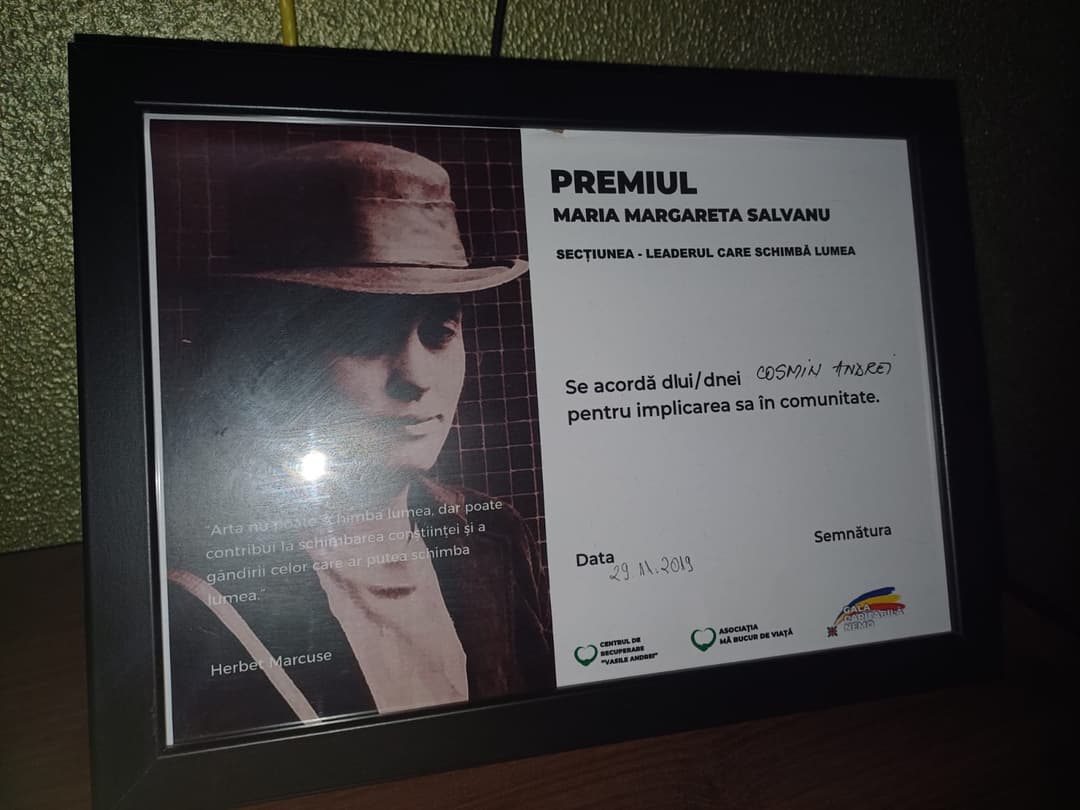 PREMIUL
MARIA MARGARETA SALVANU
SECȚIUNEA - LEADERUL CARE SCHIMBĂ LUMEA
Se acordă dlui/dnei COSMIN ANDREI
pentru implicarea sa în comunitate.
"Arta nu poate schimba lumea, dar poate
contribui la schimbarea conștiinței și a
gândirii celor care ar putea schimba
lumea."
Herbet Marcuse
Data
29.11.2019
Semnătura
CENTRUL DE
RECUPERARE
"VASILE ANDREI"
ASOCIAȚIA
MĂ BUCUR DE VIAȚĂ
GALA
NEMO